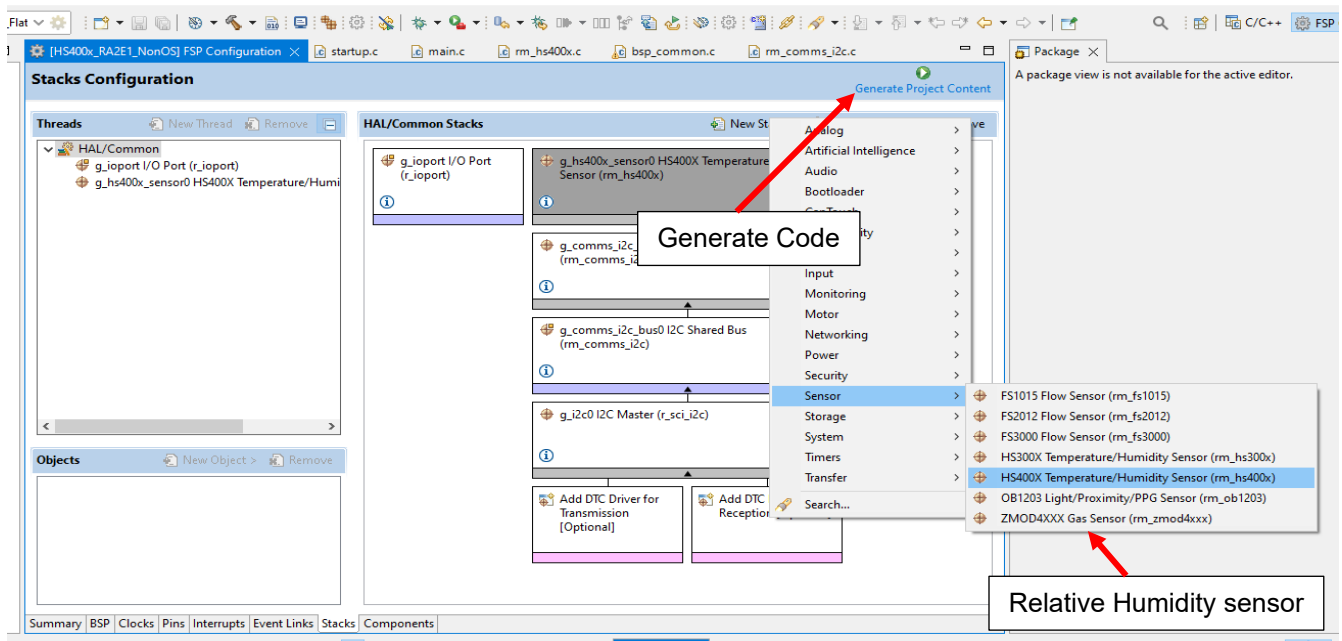 _Flat
C/C++
FSP
[HS400x_RA2E1_NonOS] FSP Configuration
startup.c
main.c
rm_hs400x.c
bsp_common.c
rm_comms_i2c.c
Package
Stacks Configuration
Generate Project Content
A package view is not available for the active editor.
Threads
New Thread
Remove
HAL/Common
g_ioport I/O Port (r_ioport)
g_hs400x_sensor0 HS400X Temperature/Humi
HAL/Common Stacks
New St
ve
g_ioport I/O Port
(r_ioport)
g_hs400x_sensor0 HS400X Temperature
Sensor (rm_hs400x)
g_comms_i2c_
(rm_comms_i2
g_comms_i2c_bus0 I2C Shared Bus
(rm_comms_i2c)
g_i2c0 I2C Master (r_sci_i2c)
Add DTC Driver for
Transmission
[Optional]
Add DTC
Reception
Generate Code
Analog
Artificial Intelligence
Audio
Bootloader
ity
Input
Monitoring
Motor
Networking
Power
Security
Sensor
Storage
System
Timers
Transfer
Search...
FS1015 Flow Sensor (rm_fs1015)
FS2012 Flow Sensor (rm_fs2012)
FS3000 Flow Sensor (rm_fs3000)
HS300X Temperature/Humidity Sensor (rm_hs300x)
HS400X Temperature/Humidity Sensor (rm_hs400x)
OB1203 Light/Proximity/PPG Sensor (rm_ob1203)
ZMOD4XXX Gas Sensor (rm_zmod4xxx)
Relative Humidity sensor
Objects
New Object >
Remove
Summary
BSP
Clocks
Pins
Interrupts
Event Links
Stacks
Components